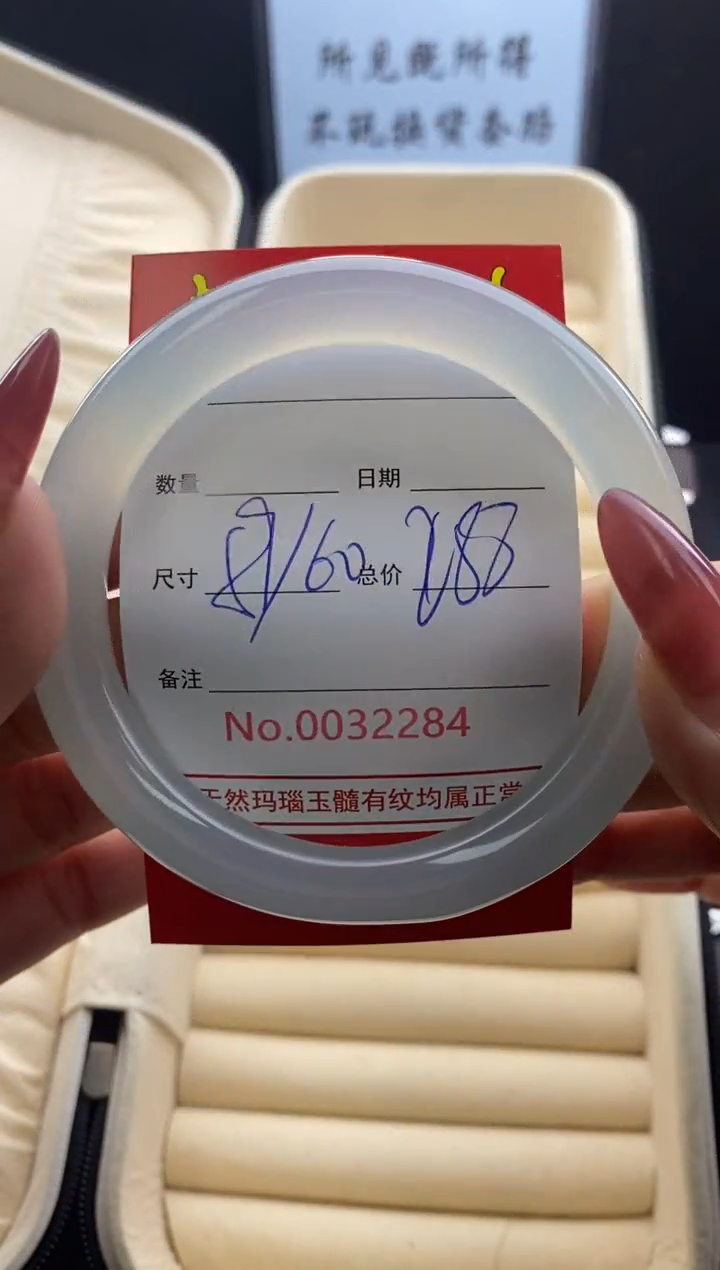 所见既所得
不玩换货套路
数量 日期
尺寸 总价
备注
No.0032284
天然玛瑙玉髓有纹均属正常